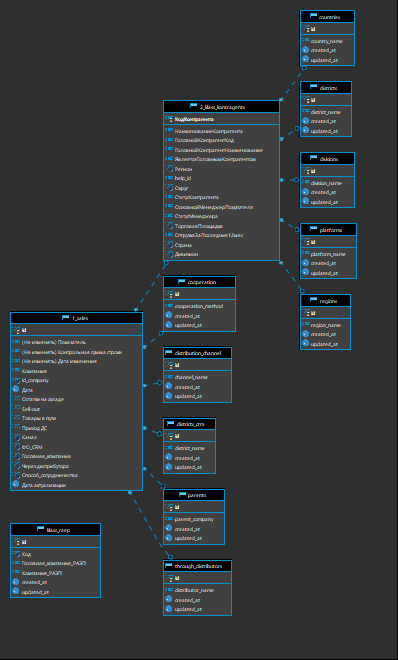 countries
id
country_name
created_at
updated_at
districts
id
district_name
created_at
updated_at
divisions
id
division_name
created_at
updated_at
platforms
id
platform_name
created_at
updated_at
regions
id
region_name
created_at
updated_at
КодКонтрагента
НаименованиеКонтрагента
ГоловнойКонтрагентКод
ГоловнойКонтрагентНаименование
ЯвляетсяГоловнымКонтрагентом
Регион
help_id
Округ
СтатусКонтрагента
ОсновнойМенеджерПокупателя
СтатусМенеджера
ТорговаяПлощадка
ОтгрузкаЗаПоследние12мес
Страна
Дивизион
cooperation
id
cooperation_method
created_at
updated_at
1_sales
id
(Не изменять) Показатель
(Не изменять) Контрольная сумма строки
(Не изменять) Дата изменения
Компания
id_company
Дата
Остатки на складе
Sell-out
Товары в пути
Приход ДС
Канал
ФО_CRM
Головная_компания
Через дистрибутора
Способ_сотрудничества
Дата актуализации
distribution_channel
id
channel_name
created_at
updated_at
districts_crm
id
district_name
created_at
updated_at
parents
id
parent_company
created_at
updated_at
through_distributors
id
distributor_name
created_at
updated_at
id
Код
Головная_компания_РАЭП
Компания_РАЭП
created_at
updated_at